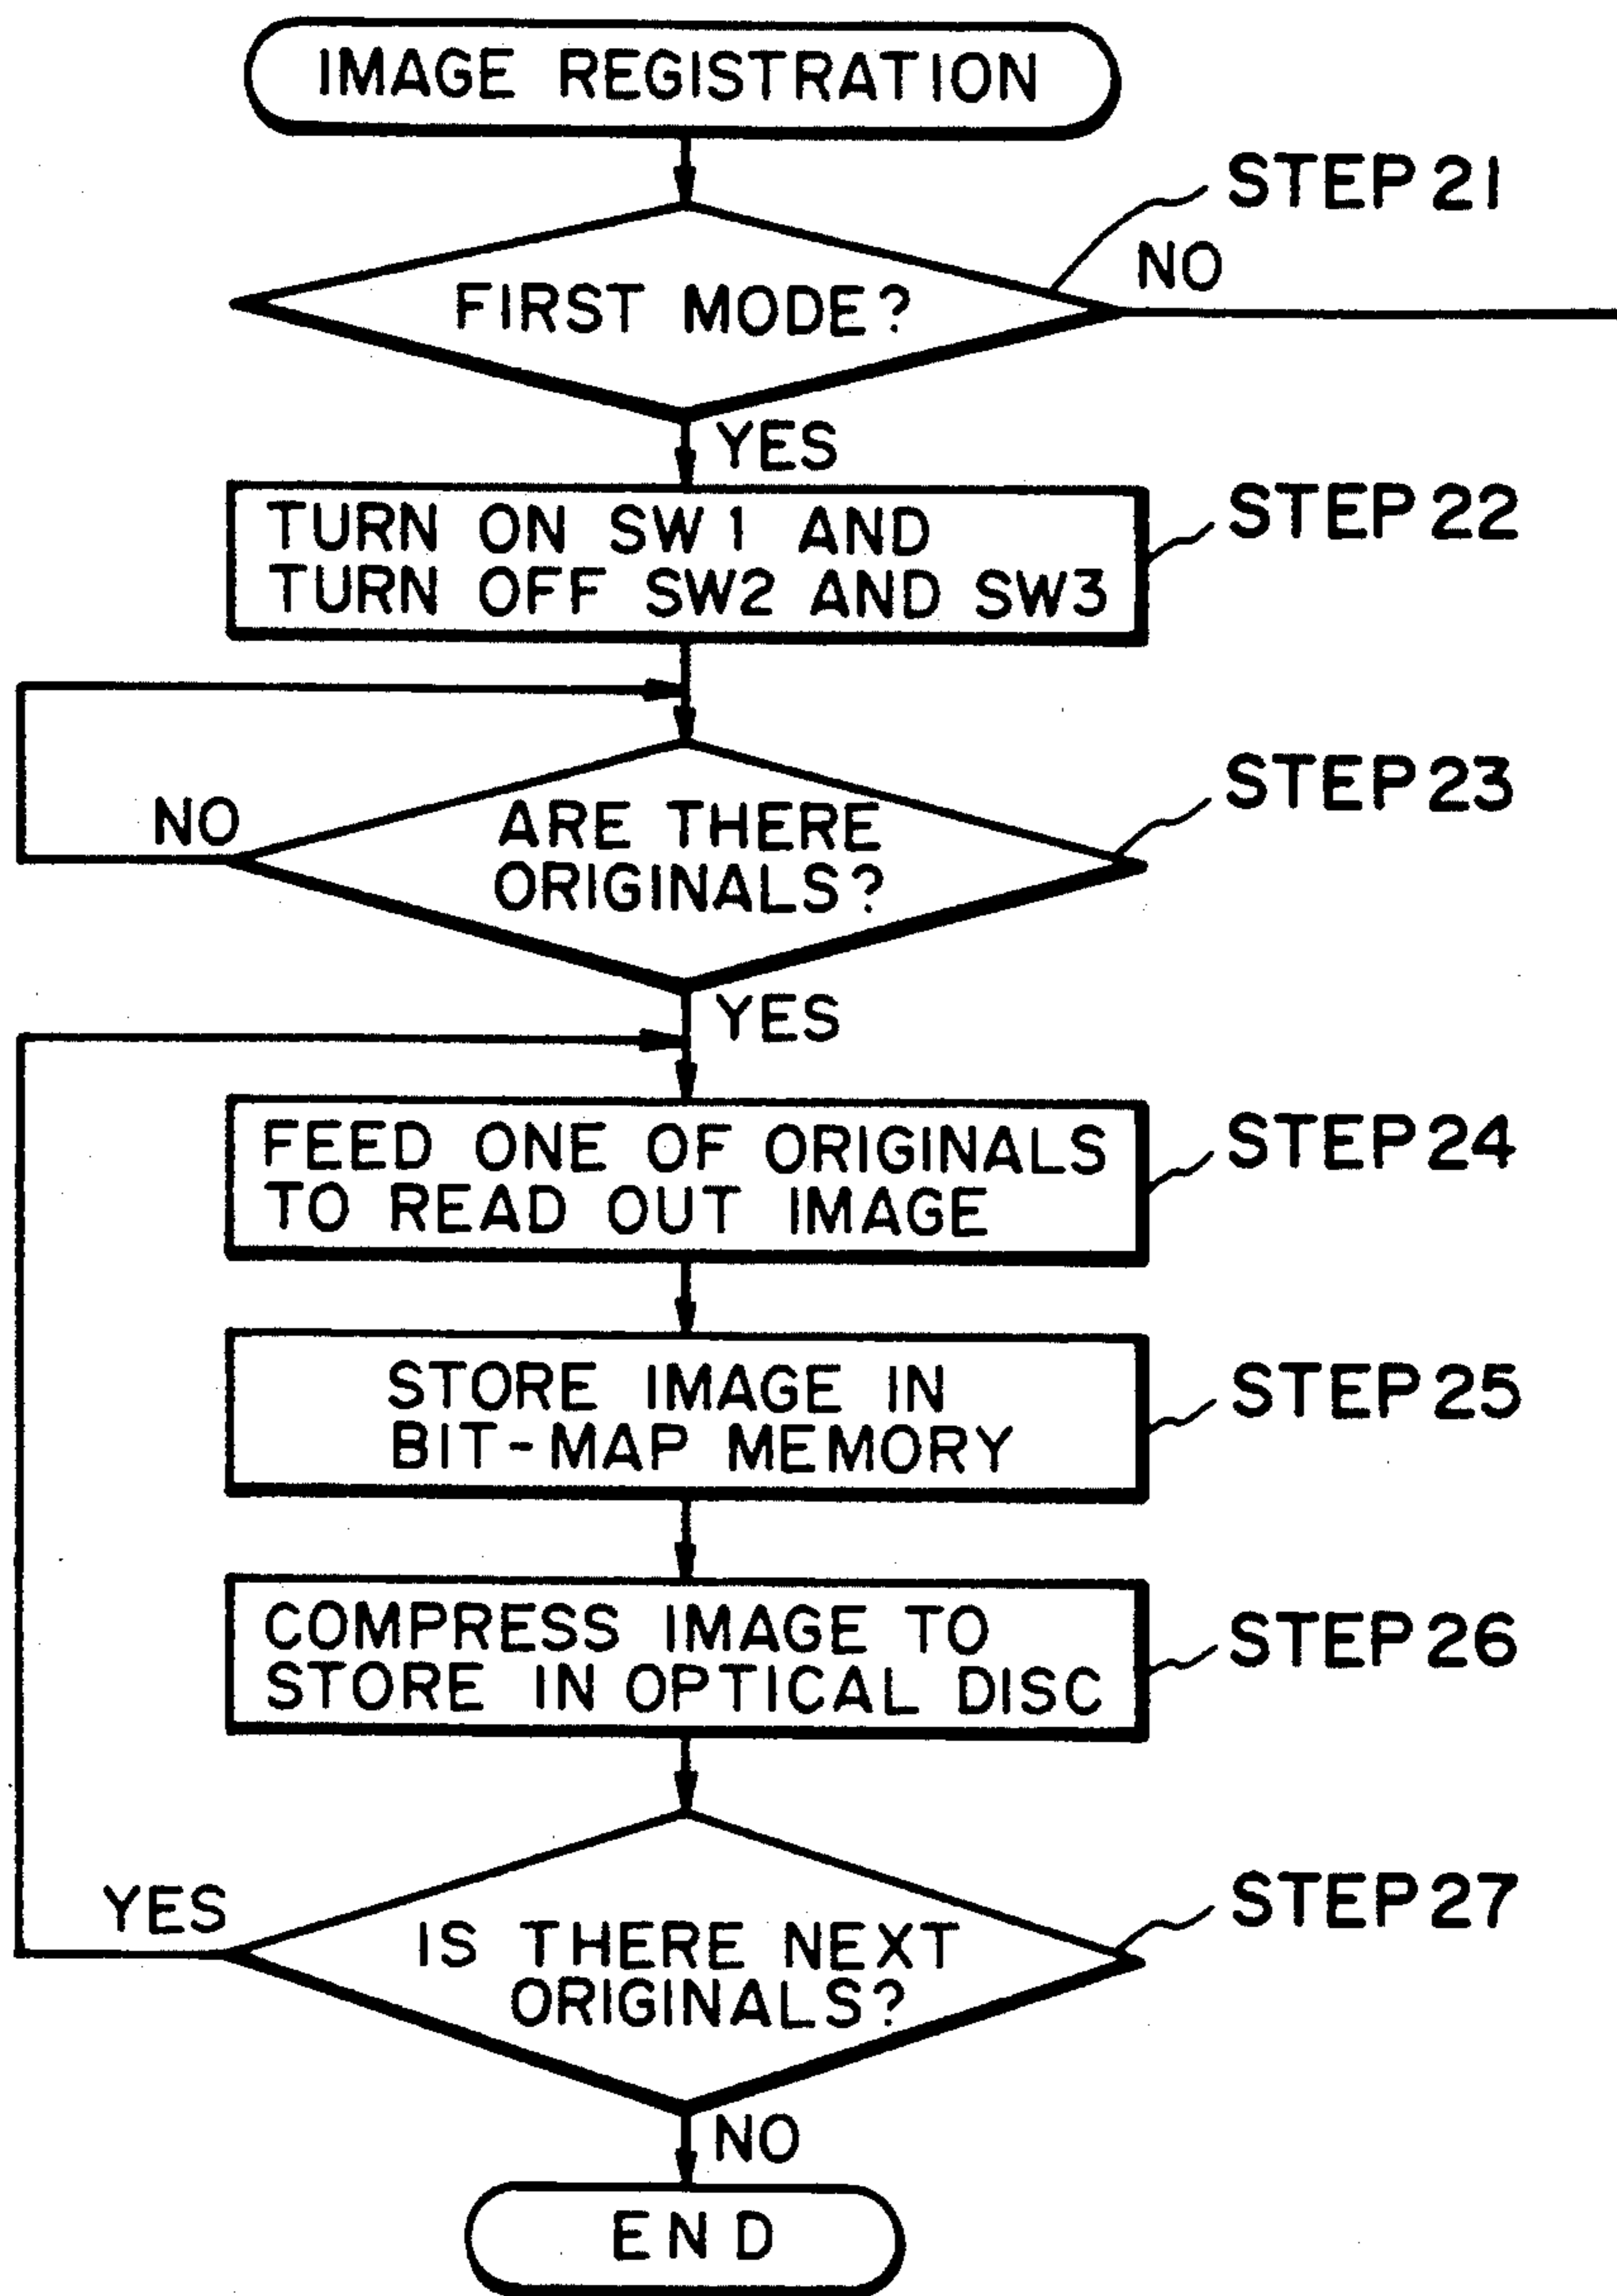 IMAGE REGISTRATION
STEP 21
FIRST MODE?
NO
YES
TURN ON SW1 AND
TURN OFF SW2 AND SW3
STEP 22
STEP 23
NO
ARE THERE
ORIGINALS?
YES
FEED ONE OF ORIGINALS
TO READ OUT IMAGE
STEP 24
STORE IMAGE IN
BIT-MAP MEMORY
STEP 25
COMPRESS IMAGE TO
STORE IN OPTICAL DISC
STEP 26
STEP 27
YES
IS THERE NEXT
ORIGINALS?
NO
END